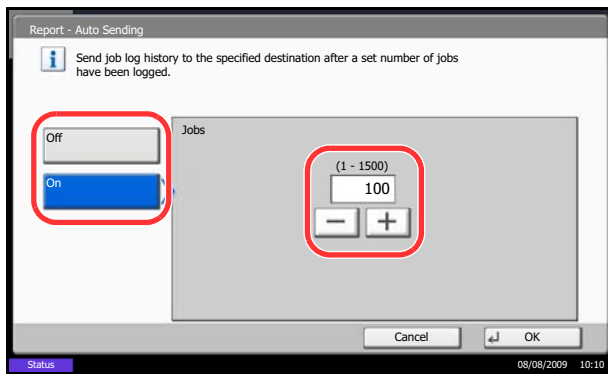 Report - Auto Sending
Send job log history to the specified destination after a set number of jobs
have been logged.
Off
On
Jobs
(1 - 1500)
100
Cancel
OK
Status
08/08/2009 10:10